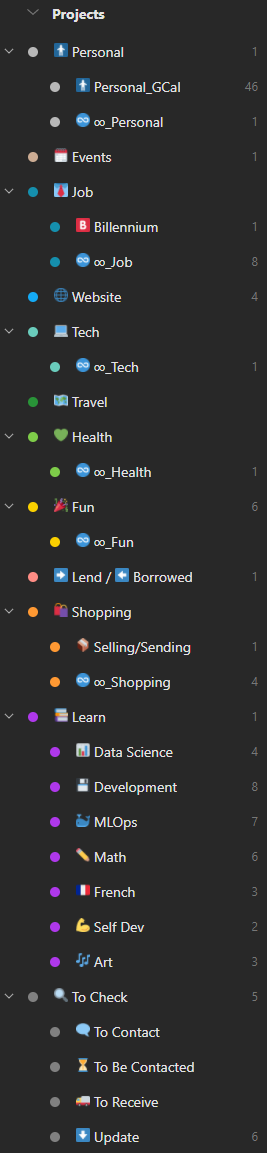 Projects
Personal 1
Personal_GCal 46
∞_Personal 1
Events 1
Job
B Billennium 1
∞_Job 8
Website 4
Tech
∞_Tech 1
Travel
Health
∞_Health 1
Fun 6
∞_Fun
Lend / Borrowed 1
Shopping
Selling/Sending 1
∞_Shopping 4
Learn 1
Data Science 4
Development 8
MLOps 7
Math 6
French 3
Self Dev 2
Art 3
To Check 5
To Contact
To Be Contacted
To Receive
Update 6